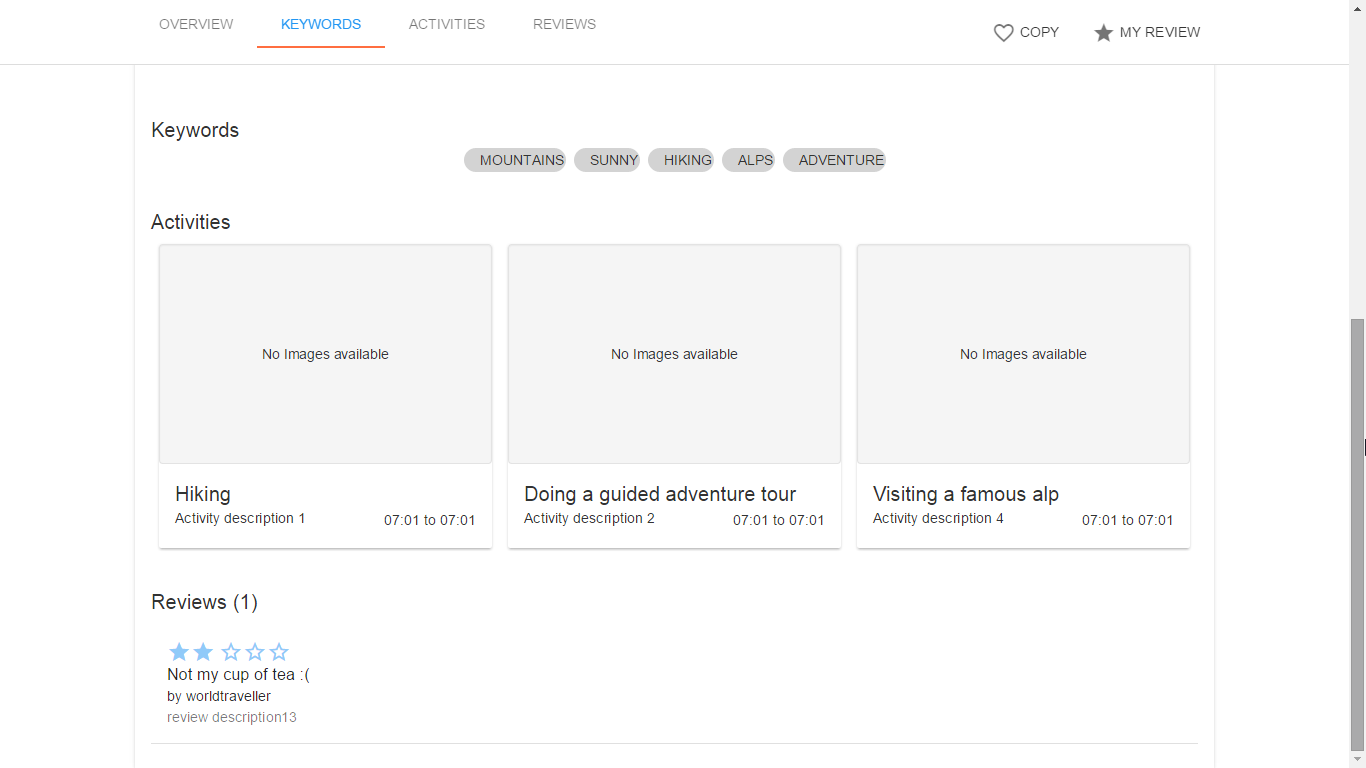 OVERVIEW KEYWORDS ACTIVITIES REVIEWS COPY MY REVIEW
Keywords
MOUNTAINS SUNNY HIKING ALPS ADVENTURE
Activities
No Images available No Images available No Images available
Hiking Doing a guided adventure tour Visiting a famous alp
Activity description 1 07:01 to 07:01 Activity description 2 07:01 to 07:01 Activity description 4 07:01 to 07:01
Reviews (1)
Not my cup of tea :(
by worldtraveller
review description13